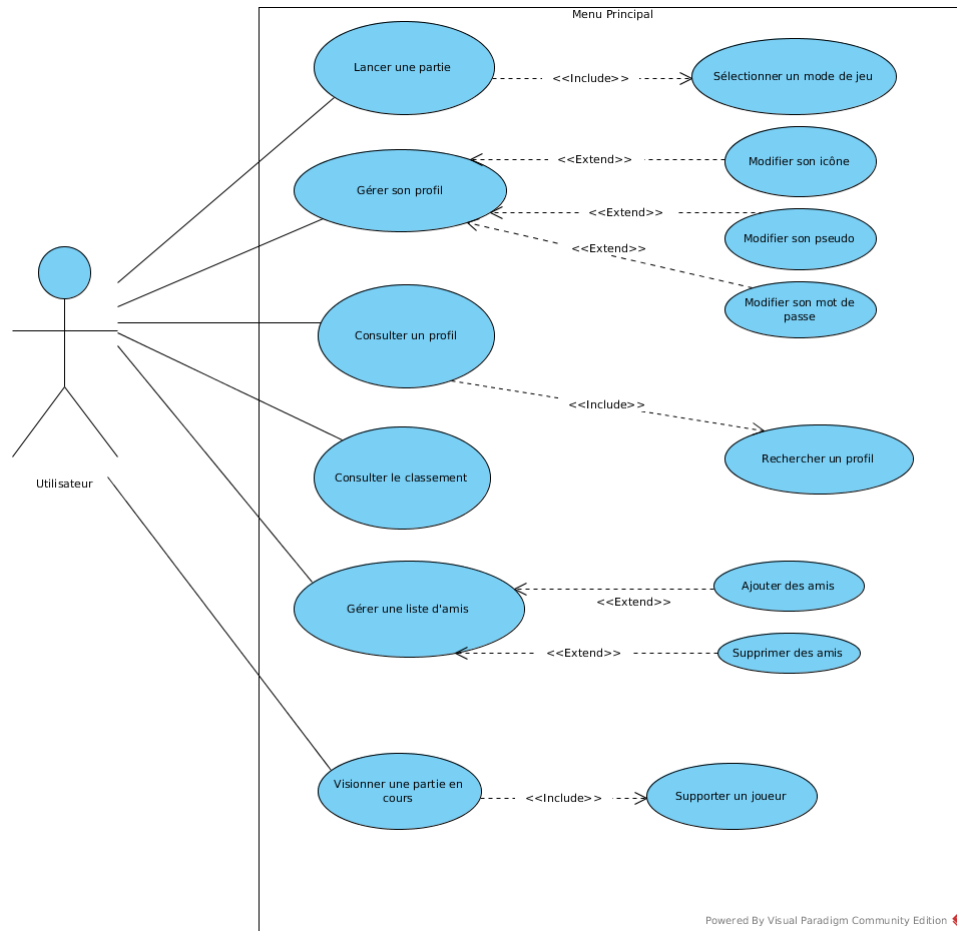 Menu Principal
Lancer une partie
<<Include>>
Sélectionner un mode de jeu
Gérer son profil
<<Extend>>
Modifier son icône
<<Extend>>
Modifier son pseudo
<<Extend>>
Modifier son mot de
passe
Consulter un profil
<<Include>>
Rechercher un profil
Utilisateur
Consulter le classement
Gérer une liste d'amis
<<Extend>>
Ajouter des amis
<<Extend>>
Supprimer des amis
Visionner une partie en
cours
<<Include>>
Supporter un joueur
Powered By Visual Paradigm Community Edition